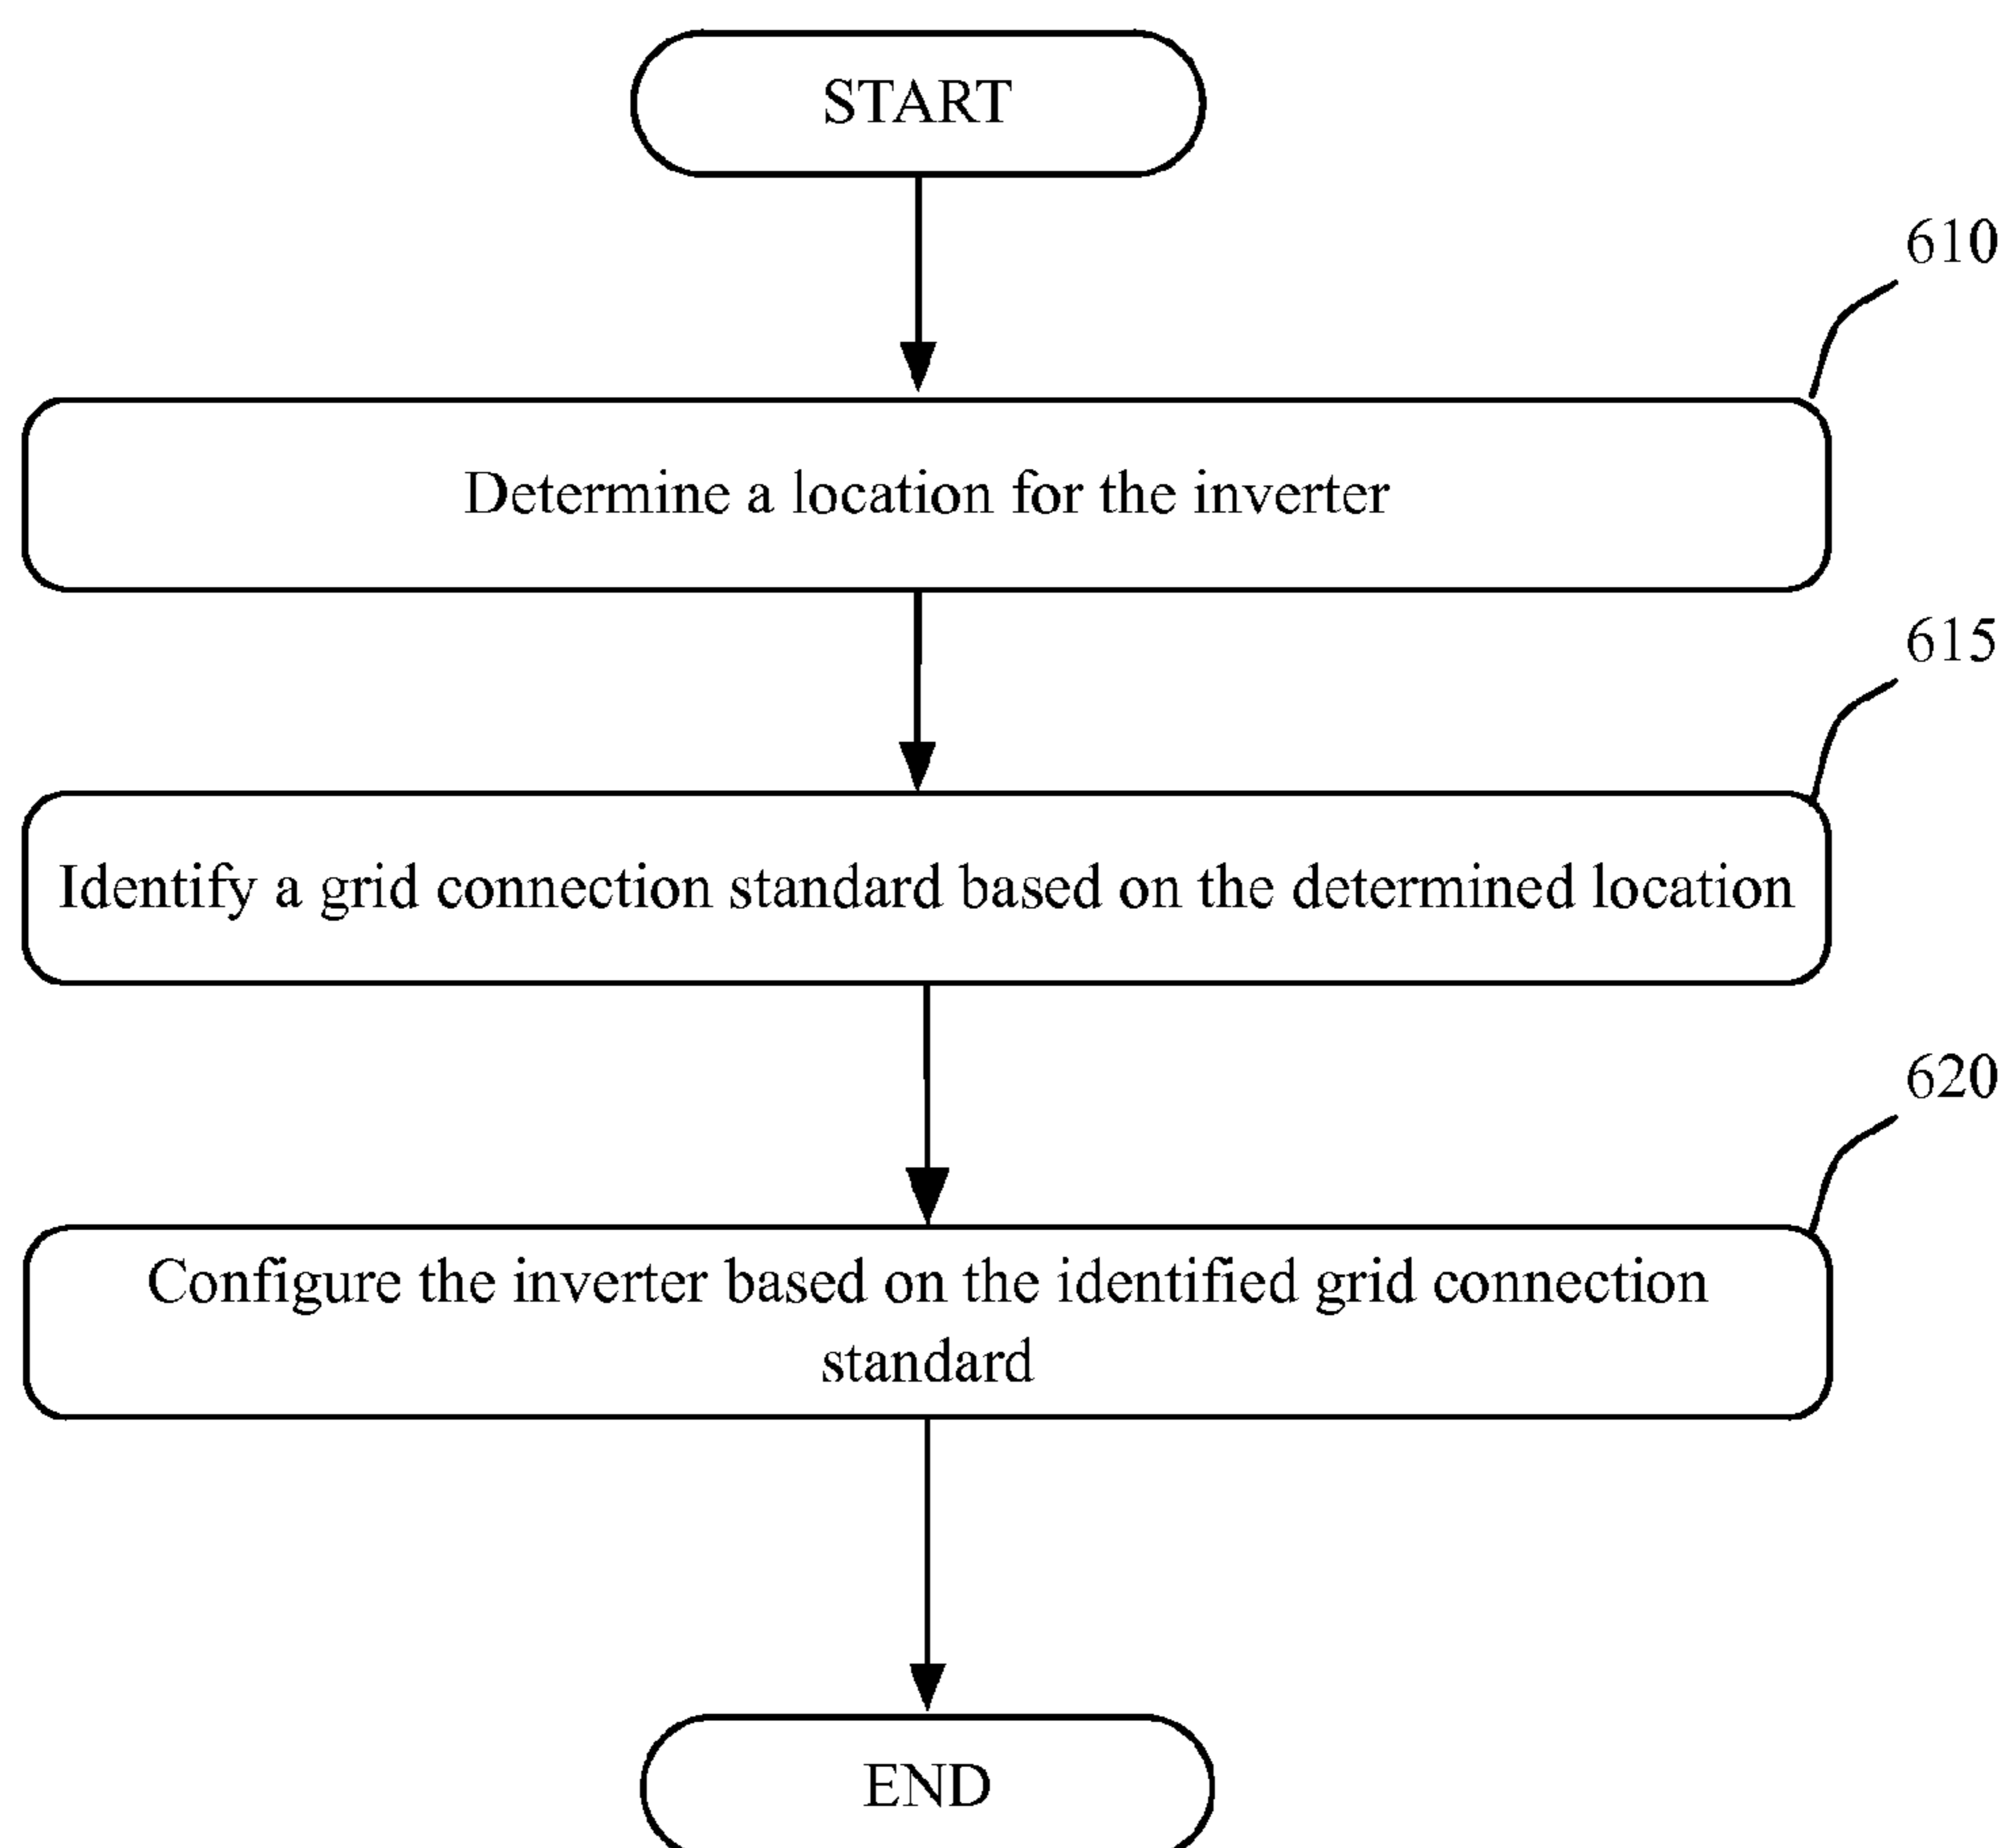 START
610
Determine a location for the inverter
615
Identify a grid connection standard based on the determined location
620
Configure the inverter based on the identified grid connection
standard
END